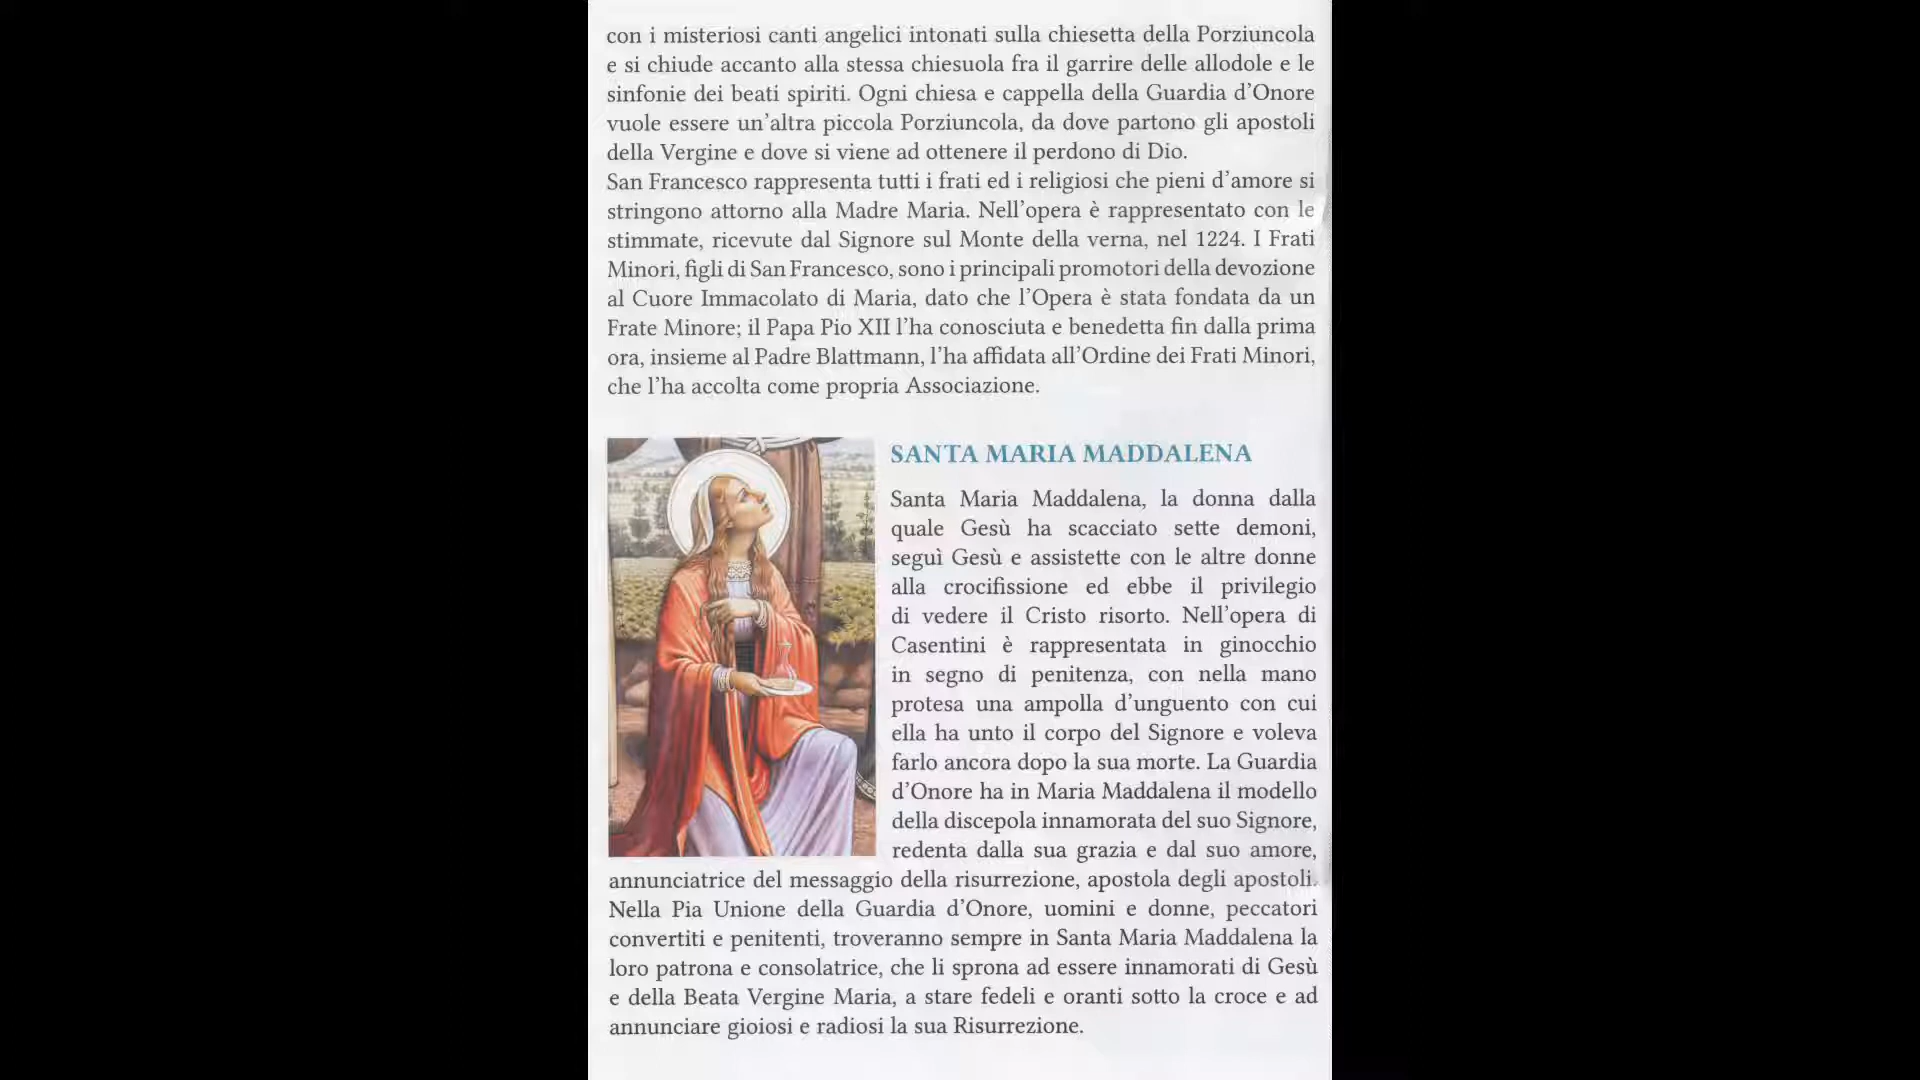 con i misteriosi canti angelici intonati sulla chiesetta della Porziuncola
e si chiude accanto alla stessa chiesuola fra il garrire delle allodole e le
sinfonie dei beati spiriti. Ogni chiesa e cappella della Guardia d’Onore
vuole essere un’altra piccola Porziuncola, da dove partono gli apostoli
della Vergine e dove si viene ad ottenere il perdono di Dio.
San Francesco rappresenta tutti i frati ed i religiosi che pieni d’amore si
stringono attorno alla Madre Maria. Nell’opera è rappresentato con le
stimmate, ricevute dal Signore sul Monte della verna, nel 1224. I Frati
Minori, figli di San Francesco, sono i principali promotori della devozione
al Cuore Immacolato di Maria, dato che l’Opera è stata fondata da un
Frate Minore; il Papa Pio XII l’ha conosciuta e benedetta fin dalla prima
ora, insieme al Padre Blattmann, l’ha affidata all’Ordine dei Frati Minori,
che l’ha accolta come propria Associazione.
SANTA MARIA MADDALENA
Santa Maria Maddalena, la donna dalla
quale Gesù ha scacciato sette demoni,
seguì Gesù e assistette con le altre donne
alla crocifissione ed ebbe il privilegio
di vedere il Cristo risorto. Nell’opera di
Casentini è rappresentata in ginocchio
in segno di penitenza, con nella mano
protesa una ampolla d’unguento con cui
ella ha unto il corpo del Signore e voleva
farlo ancora dopo la sua morte. La Guardia
d’Onore ha in Maria Maddalena il modello
della discepola innamorata del suo Signore,
redenta dalla sua grazia e dal suo amore,
annunciatrice del messaggio della risurrezione, apostola degli apostoli.
Nella Pia Unione della Guardia d’Onore, uomini e donne, peccatori
convertiti e penitenti, troveranno sempre in Santa Maria Maddalena la
loro patrona e consolatrice, che li sprona ad essere innamorati di Gesù
e della Beata Vergine Maria, a stare fedeli e oranti sotto la croce e ad
annunciare gioiosi e radiosi la sua Risurrezione.